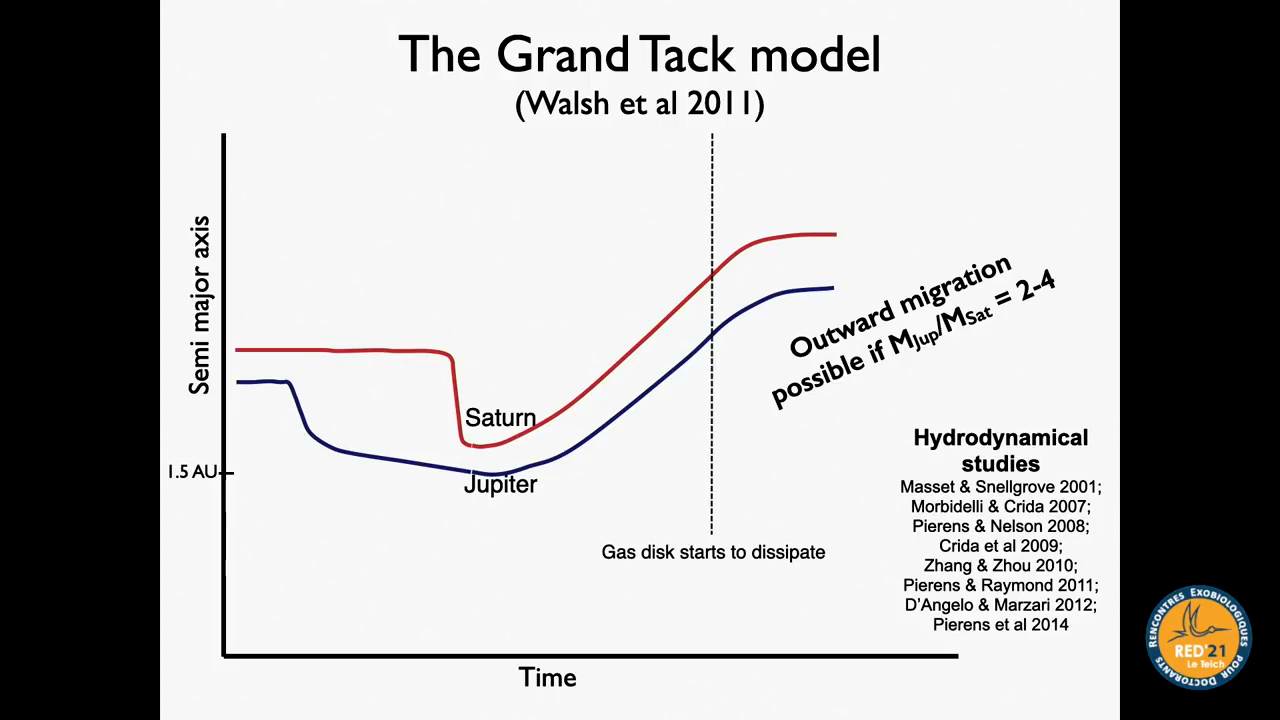 The Grand Tack model
(Walsh et al 2011)
Semi major axis
1.5 AU
Saturn
Jupiter
Gas disk starts to dissipate
Time
Outward migration
possible if MJup/MSat = 2-4
Hydrodynamical
studies
Masset & Snellgrove 2001;
Morbidelli & Crida 2007;
Pierens & Nelson 2008;
Crida et al 2009;
Zhang & Zhou 2010;
Pierens & Raymond 2011;
D'Angelo & Marzari 2012;
Pierens et al 2014
RENCONTRES EXOBIOLOGIQUES
POUR DOCTORANTS
RED'21
Le Teich